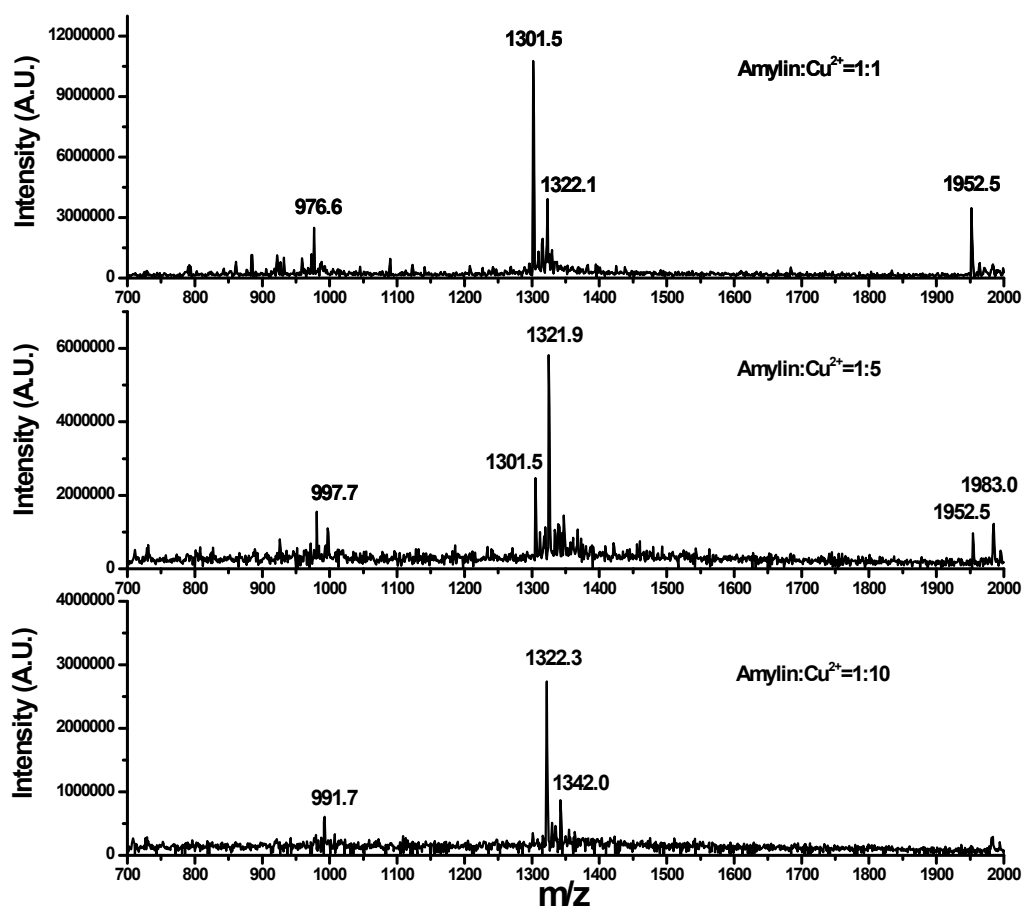 12000000
1301.5
Amylin:Cu²⁺=1:1
9000000
6000000
1322.1
1952.5
3000000
976.6
0
Intensity (A.U.)
700 800 900 1000 1100 1200 1300 1400 1500 1600 1700 1800 1900 2000
1321.9
6000000
Amylin:Cu²⁺=1:5
4000000
1301.5
1983.0
2000000
997.7
1952.5
0
Intensity (A.U.)
700 800 900 1000 1100 1200 1300 1400 1500 1600 1700 1800 1900 2000
4000000
1322.3
Amylin:Cu²⁺=1:10
3000000
2000000
1342.0
1000000
991.7
0
Intensity (A.U.)
700 800 900 1000 1100 1200 1300 1400 1500 1600 1700 1800 1900 2000
m/z